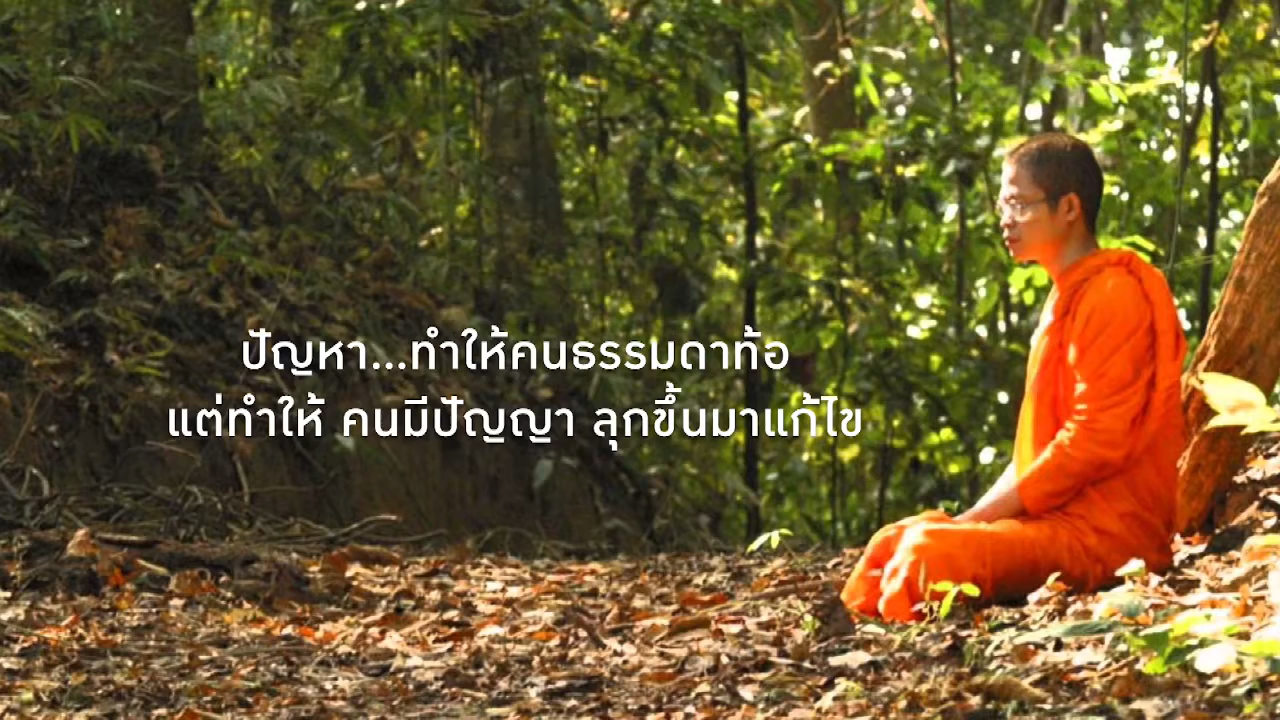 ปัญหา...ทำให้คนธรรมดาท้อ
แต่ทำให้ คนมีปัญญา ลุกขึ้นมาแก้ไข